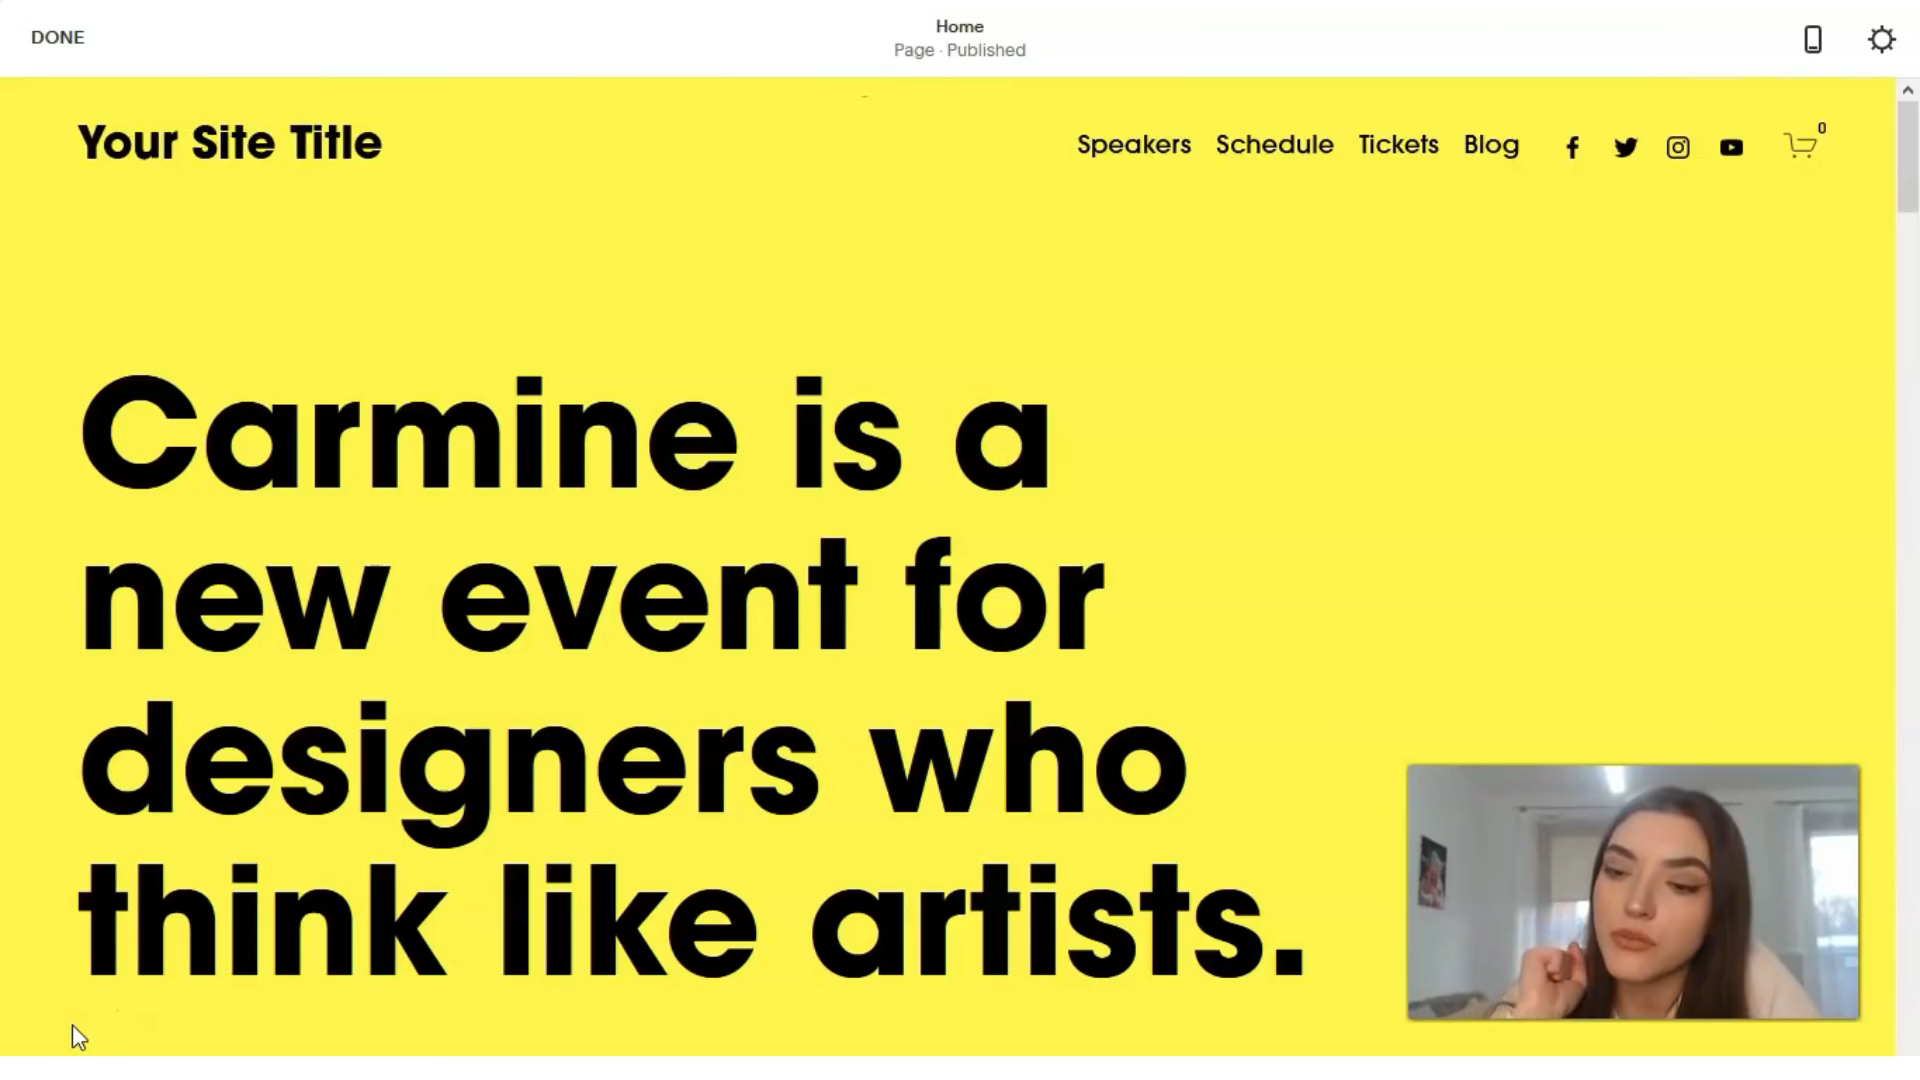 DONE
Home
Page · Published
Your Site Title
Speakers Schedule Tickets Blog 0
Carmine is a
new event for
designers who
think like artists.